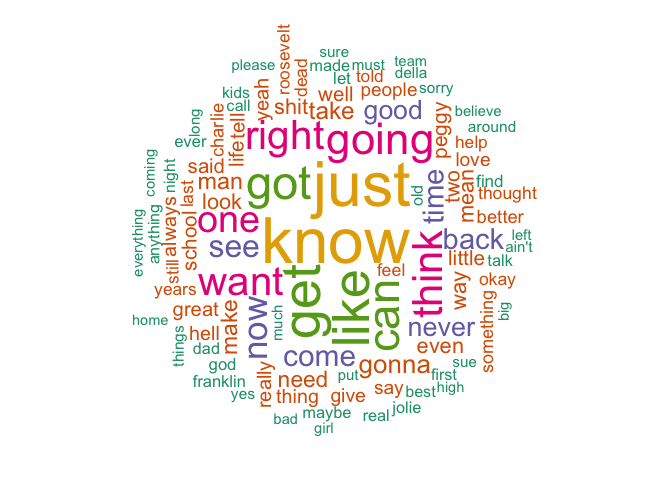 sure
roosevelt
please
made
must
team
dead
let
told
della
kids
yeah
well
people
sorry
call
shit
take
good
long
charlie
tell
believe
ever
life
right
going
peggy
around
help
said
love
coming
night
last
man
got
just
old
time
two
mean
find
thought
look
always
school
one
better
everything
anything
see
know
think
back
left
ain't
still
want
feel
little
talk
years
get
like
can
way
okay
great
make
now
much
something
big
home
hell
never
things
dad
come
even
god
gonna
sue
franklin
really
need
put
first
yes
thing
give
say
best
high
maybe
real
jolie
bad
girl